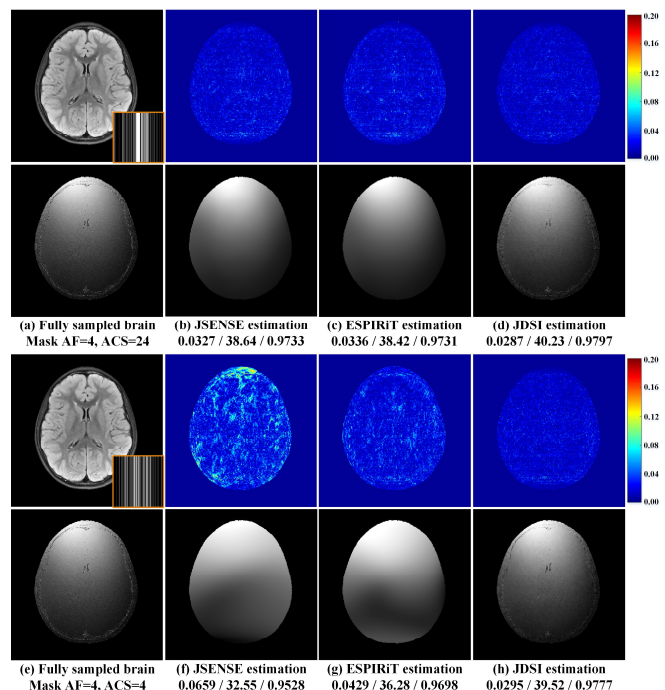 0.20
0.16
0.12
0.08
0.04
0.00
(a) Fully sampled brain
Mask AF=4, ACS=24
(b) JSENSE estimation
0.0327 / 38.64 / 0.9733
(c) ESPIRiT estimation
0.0336 / 38.42 / 0.9731
(d) JDSI estimation
0.0287 / 40.23 / 0.9797
0.20
0.16
0.12
0.08
0.04
0.00
(e) Fully sampled brain
Mask AF=4, ACS=4
(f) JSENSE estimation
0.0659 / 32.55 / 0.9528
(g) ESPIRiT estimation
0.0429 / 36.28 / 0.9698
(h) JDSI estimation
0.0295 / 39.52 / 0.9777